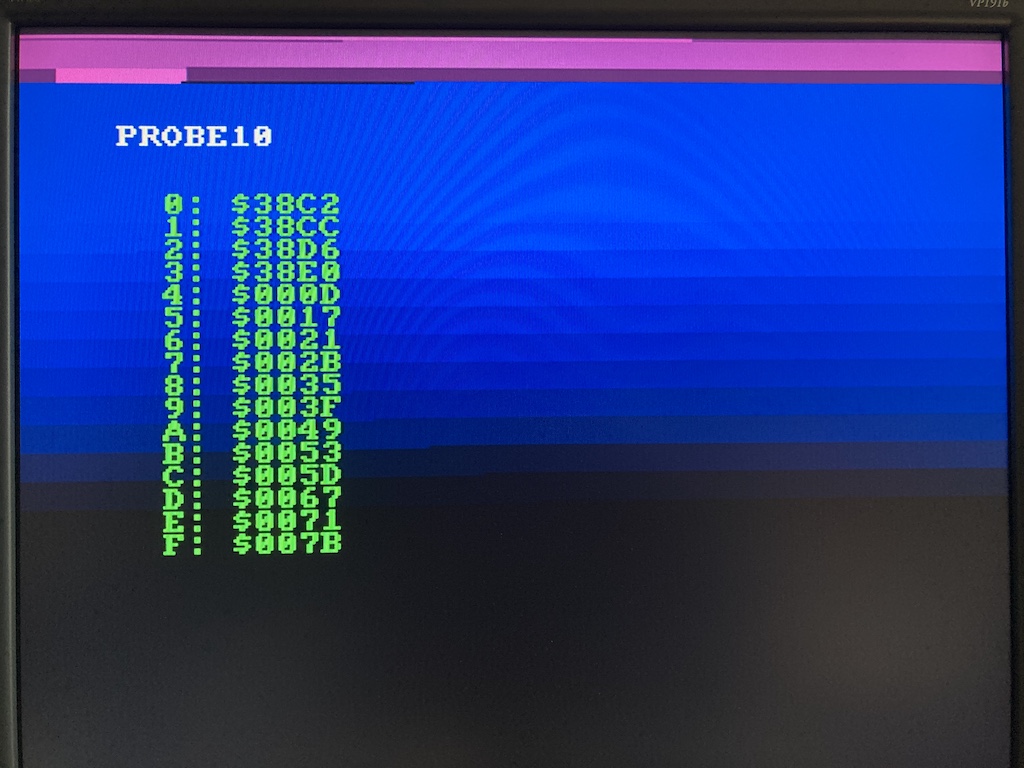 VP191b
PROBE10
0: $38C2
1: $38CC
2: $38D6
3: $38E0
4: $000D
5: $0017
6: $0021
7: $002B
8: $0035
9: $003F
A: $0049
B: $0053
C: $005D
D: $0067
E: $0071
F: $007B